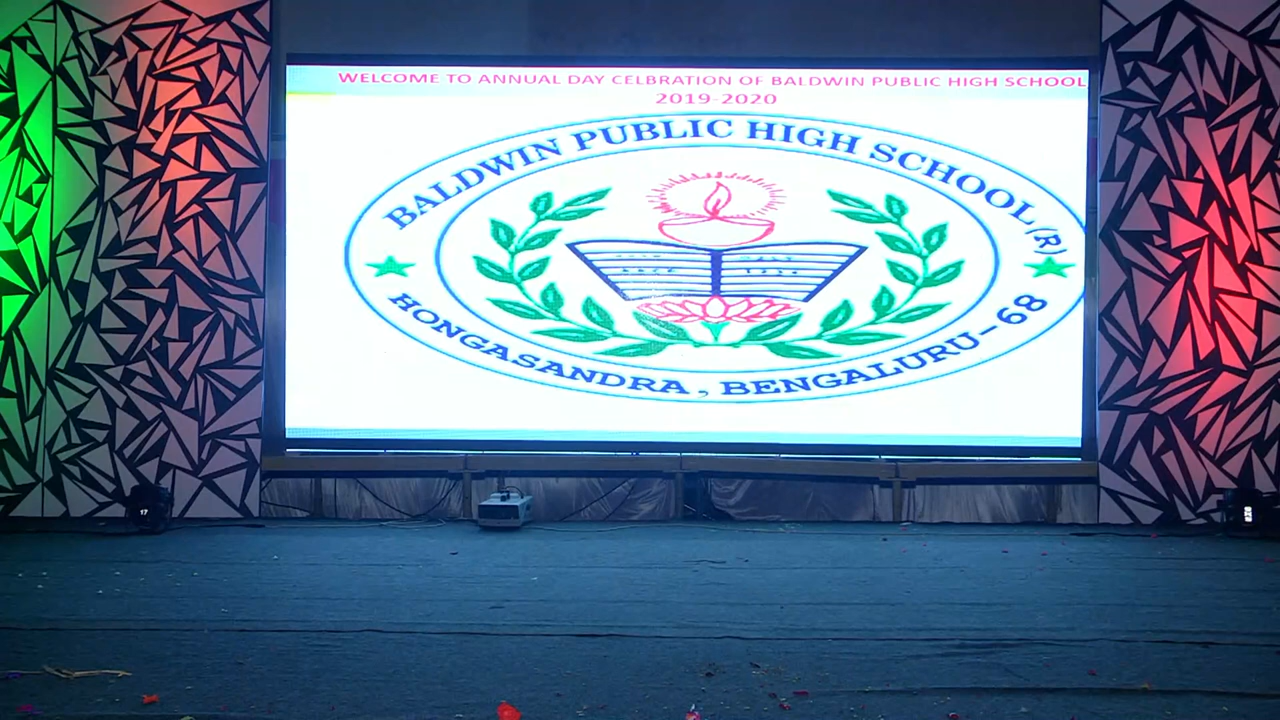 WELCOME TO ANNUAL DAY CELBRATION OF BALDWIN PUBLIC HIGH SCHOOL
2019-2020
BALDWIN PUBLIC HIGH SCHOOL (R)
HONGASANDRA, BENGALURU-68
17